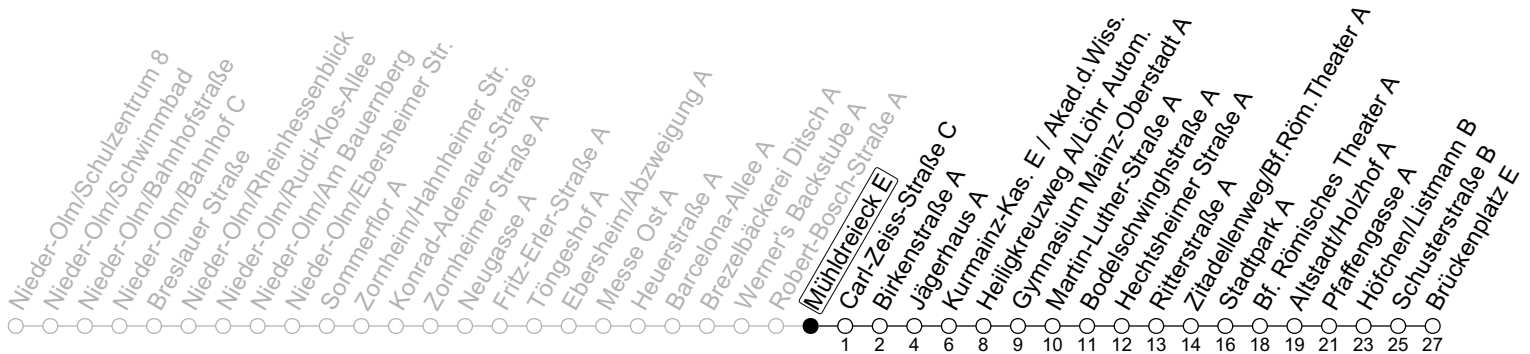 Nieder-Olm/Schulzentrum 8
Nieder-Olm/Schwimmbad
Nieder-Olm/Bahnhofstraße
Nieder-Olm/Bahnhof C
Breslauer Straße
Nieder-Olm/Rheinhessenblick
Nieder-Olm/Rudi-Klos-Allee
Nieder-Olm/Am Bauernberg
Nieder-Olm/Ebersheimer Str.
Sommerflor A
Zornheim/Hahnheimer Str.
Konrad-Adenauer-Straße
Zornheimer Straße A
Neugasse A
Fritz-Erler-Straße A
Töngeshof A
Ebersheim/Abzweigung A
Messe Ost A
Heuerstraße A
Barcelona-Allee A
Brezelbäckerei Ditsch A
Werner's Backstube A
Robert-Bosch-Straße A
Mühldreieck E
Carl-Zeiss-Straße C
Birkenstraße A
Jägerhaus A
Kurmainz-Kas. E / Akad.d.Wiss.
Heiligkreuzweg A/Löhr Autom.
Gymnasium Mainz-Oberstadt A
Martin-Luther-Straße A
Bodelschwinghstraße A
Hechtsheimer Straße A
Ritterstraße A
Zitadellenweg/Bf.Röm.Theater A
Stadtpark A
Bf. Römisches Theater A
Altstadt/Holzhof A
Pfaffengasse A
Höfchen/Listmann B
Schusterstraße B
Brückenplatz E
1 2 4 6 8 9 10 11 12 13 14 16 18 19 21 23 25 27